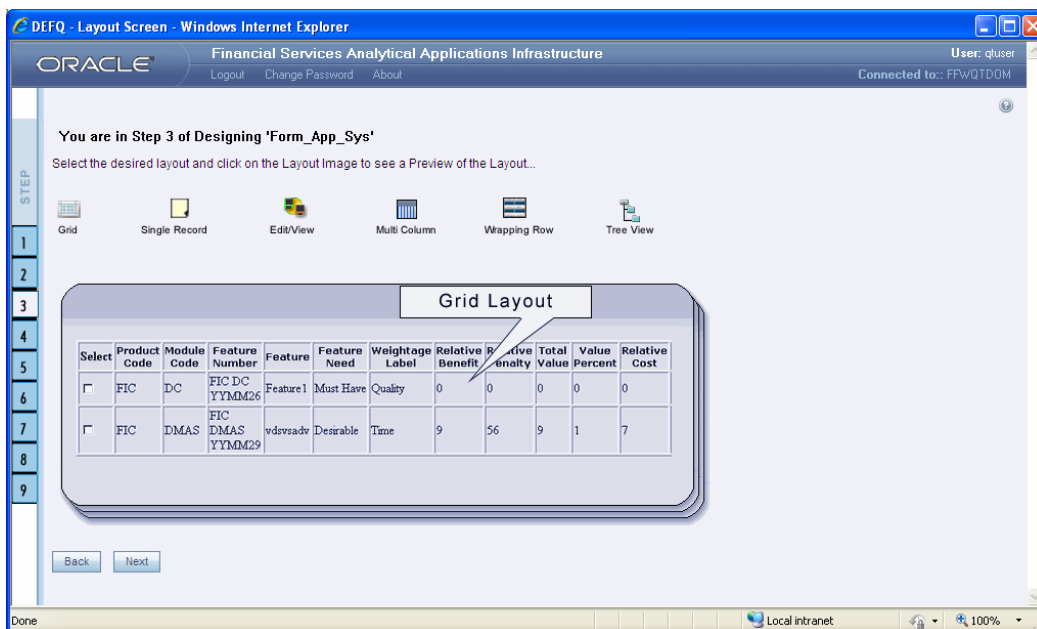 DEFQ - Layout Screen - Windows Internet Explorer
ORACLE
Financial Services Analytical Applications Infrastructure
User: qtuser
Logout Change Password About
Connected to:: FFWQTDOM
You are in Step 3 of Designing 'Form_App_Sys'
Select the desired layout and click on the Layout Image to see a Preview of the Layout...
STEP
1
2
3
4
5
6
7
8
9
Grid Single Record Edit/View Multi Column Wrapping Row Tree View
Grid Layout
Select Product Code Module Code Feature Number Feature Feature Need Weightage Label Relative Benefit Penalty Total Value Value Percent Relative Cost
FIC DC FIC DC YYMM26 Feature1 Must Have Quality 0 0 0 0 0
FIC DMAS FIC DMAS YYMM29 vdsvsadv Desirable Time 9 56 9 1 7
Back Next
Done
Local intranet
100%